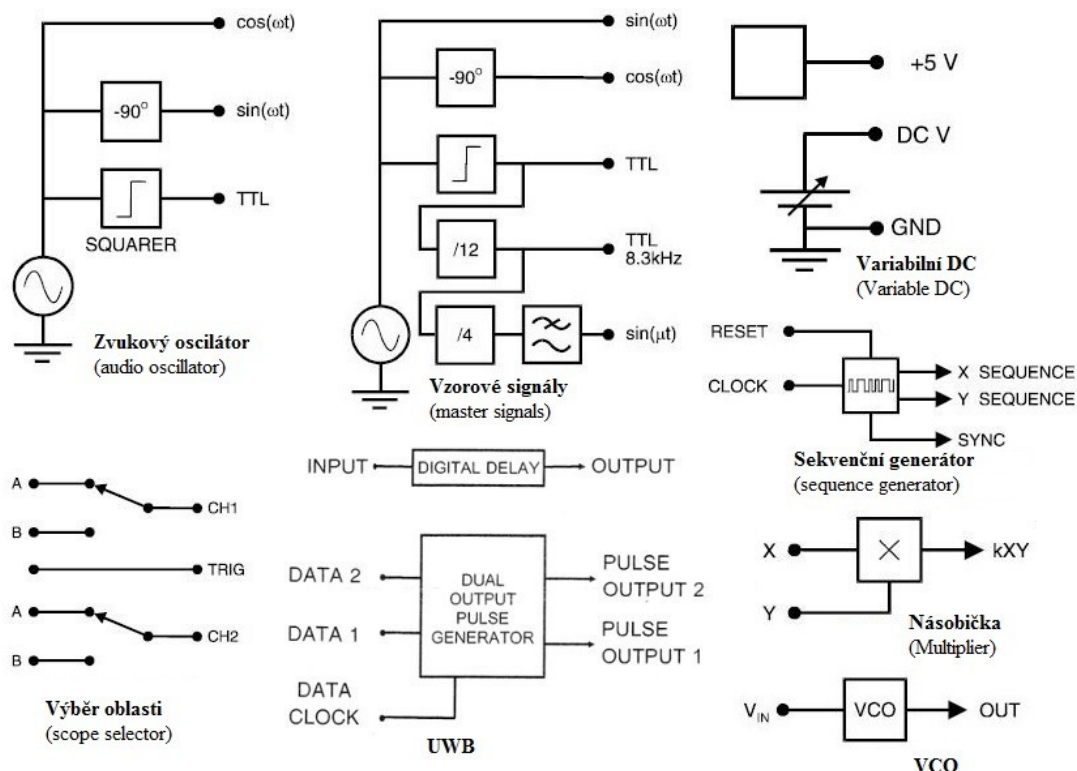 cos(ωt)
-90°
sin(ωt)
TTL
SQUARER
Zvukový oscilátor
(audio oscillator)
sin(ωt)
-90°
cos(ωt)
TTL
/12
TTL
8.3kHz
/4
sin(μt)
Vzorové signály
(master signals)
+5 V
DC V
GND
Variabilní DC
(Variable DC)
RESET
CLOCK
X SEQUENCE
Y SEQUENCE
SYNC
Sekvenční generátor
(sequence generator)
A
CH1
B
TRIG
A
CH2
B
Výběr oblasti
(scope selector)
INPUT
DIGITAL DELAY
OUTPUT
DATA 2
DATA 1
DATA
CLOCK
DUAL
OUTPUT
PULSE
GENERATOR
PULSE
OUTPUT 2
PULSE
OUTPUT 1
UWB
X
Y
×
kXY
Násobička
(Multiplier)
V_IN
VCO
OUT
VCO